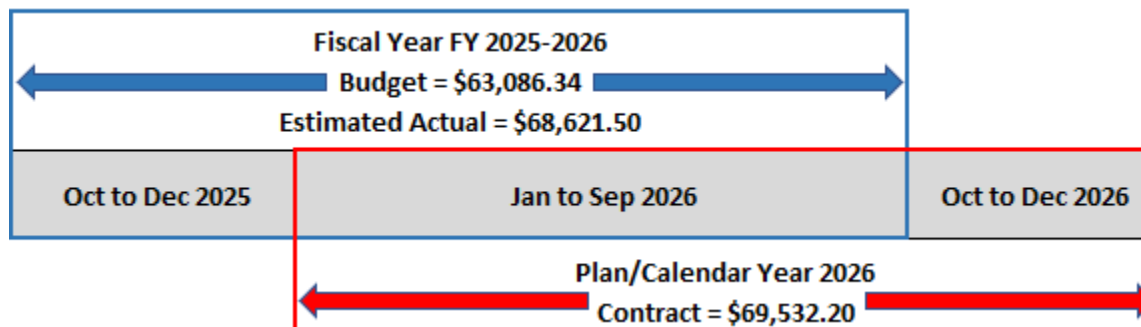 Fiscal Year FY 2025-2026
Budget = $63,086.34
Estimated Actual = $68,621.50
Oct to Dec 2025
Jan to Sep 2026
Oct to Dec 2026
Plan/Calendar Year 2026
Contract = $69,532.20